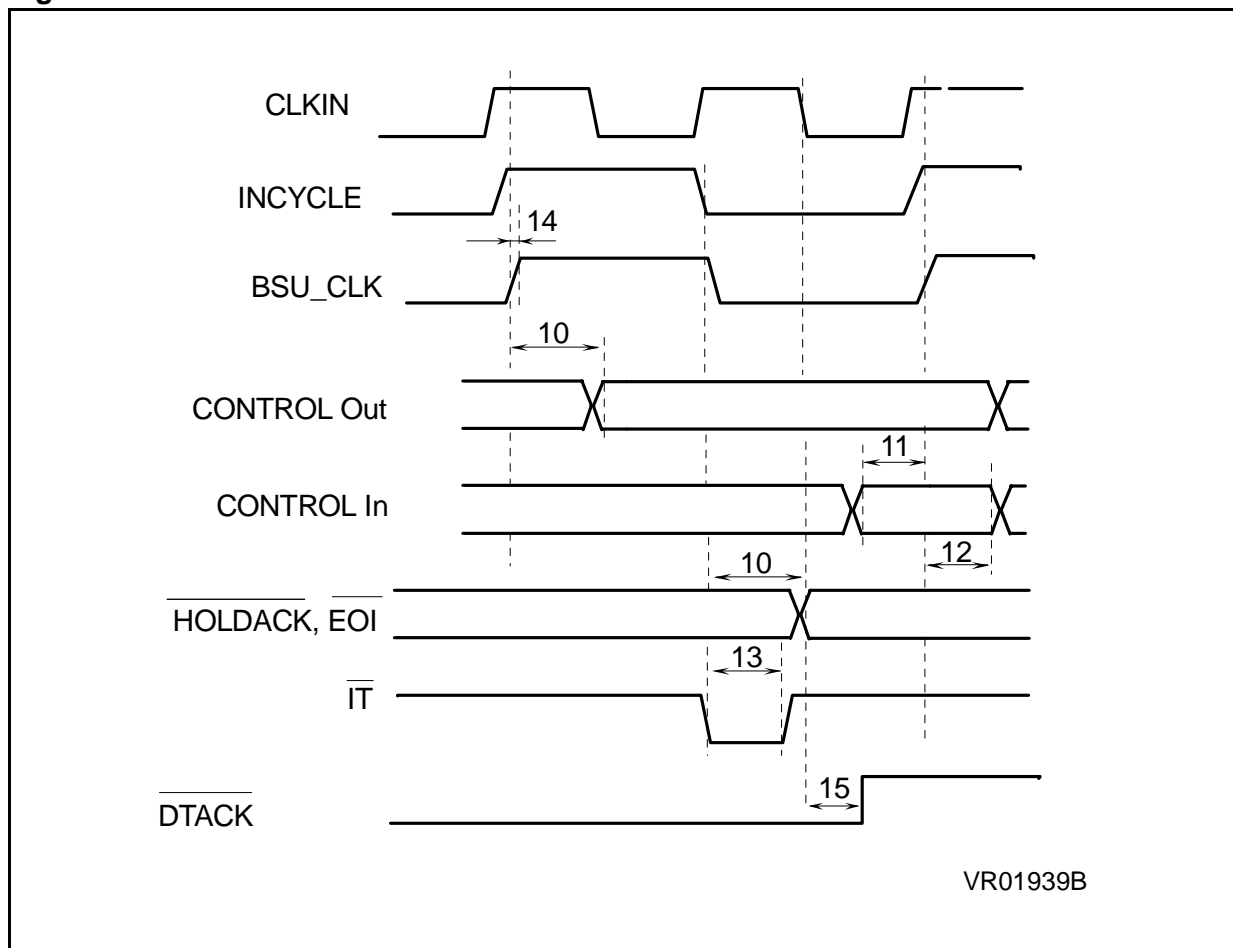 CLKIN
INCYCLE
14
BSU_CLK
10
CONTROL Out
11
CONTROL In
12
10
HOLDACK, EOI
13
IT
15
DTACK
VR01939B